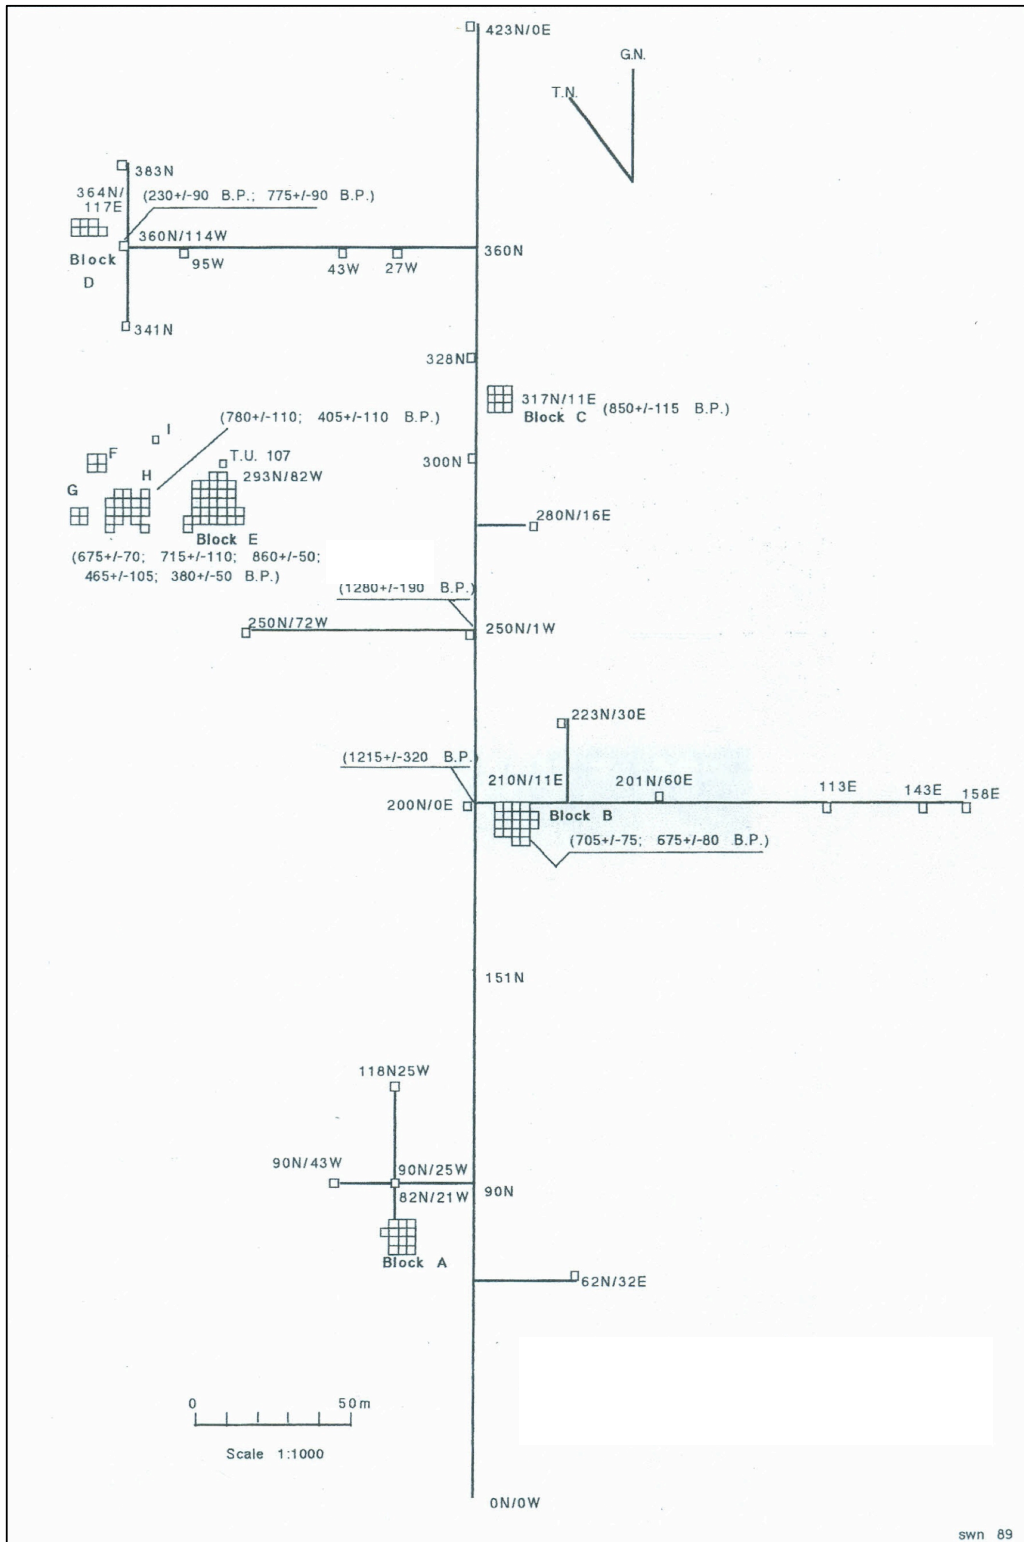 423N/0E
G.N.
T.N.
383N
364N/
117E
(230+/-90 B.P.; 775+/-90 B.P.)
360N/114W
Block
D
95W
43W
27W
360N
341N
328N
317N/11E
Block C
(850+/-115 B.P.)
(780+/-110; 405+/-110 B.P.)
I
F
T.U. 107
300N
H
293N/82W
G
280N/16E
Block E
(675+/-70; 715+/-110; 860+/-50;
465+/-105; 380+/-50 B.P.)
(1280+/-190 B.P.)
250N/72W
250N/1W
223N/30E
(1215+/-320 B.P.)
210N/11E
201N/60E
113E
143E
158E
200N/0E
Block B
(705+/-75; 675+/-80 B.P.)
151N
118N25W
90N/43W
90N/25W
82N/21W
90N
Block A
62N/32E
0
50m
Scale 1:1000
0N/0W
swn 89